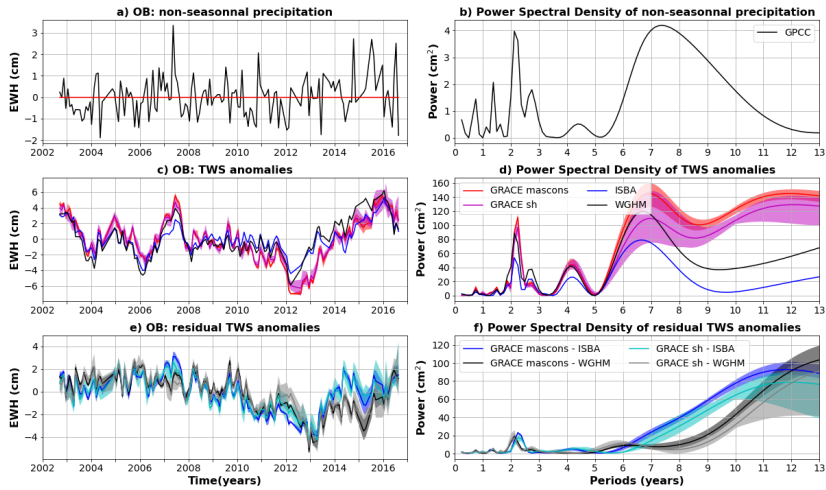 a) OB: non-seasonnal precipitation
EWH (cm)
3
2
1
0
−1
−2
2002 2004 2006 2008 2010 2012 2014 2016
b) Power Spectral Density of non-seasonnal precipitation
Power (cm²)
4
3
2
1
0
0 1 2 3 4 5 6 7 8 9 10 11 12 13
GPCC
c) OB: TWS anomalies
EWH (cm)
6
4
2
0
−2
−4
−6
2002 2004 2006 2008 2010 2012 2014 2016
d) Power Spectral Density of TWS anomalies
Power (cm²)
160
140
120
100
80
60
40
20
0
0 1 2 3 4 5 6 7 8 9 10 11 12 13
GRACE mascons ISBA
GRACE sh WGHM
e) OB: residual TWS anomalies
EWH (cm)
4
2
0
−2
−4
2002 2004 2006 2008 2010 2012 2014 2016
Time(years)
f) Power Spectral Density of residual TWS anomalies
Power (cm²)
120
100
80
60
40
20
0
0 1 2 3 4 5 6 7 8 9 10 11 12 13
Periods (years)
GRACE mascons - ISBA GRACE sh - ISBA
GRACE mascons - WGHM GRACE sh - WGHM